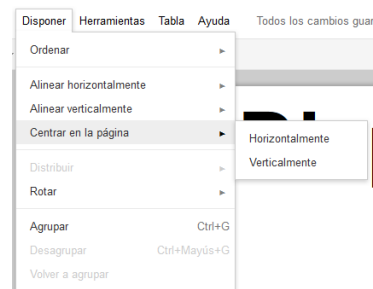 Disponer Herramientas Tabla Ayuda Todos los cambios
Ordenar
Alinear horizontalmente
Alinear verticalmente
Centrar en la página
Horizontalmente
Verticalmente
Distribuir
Rotar
Agrupar Ctrl+G
Desagrupar Ctrl+Mayús+G
Volver a agrupar